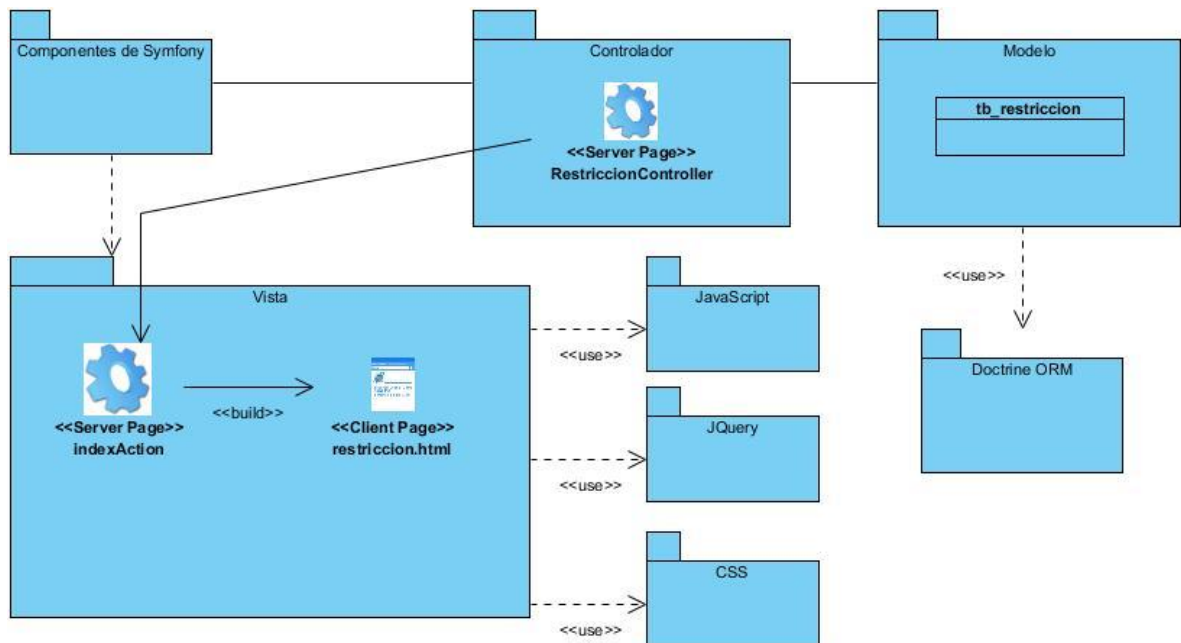 Componentes de Symfony
Controlador
<<Server Page>>
RestriccionController
Modelo
tb_restriccion
<<use>>
Vista
<<Server Page>>
indexAction
<<build>>
<<Client Page>>
restriccion.html
JavaScript
<<use>>
JQuery
<<use>>
CSS
<<use>>
Doctrine ORM